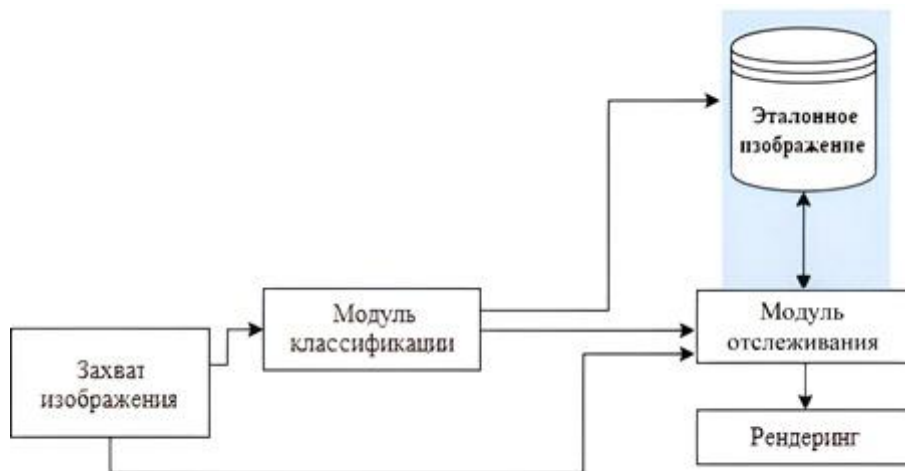 Эталонное
изображение
Модуль
классификации
Модуль
отслеживания
Захват
изображения
Рендеринг